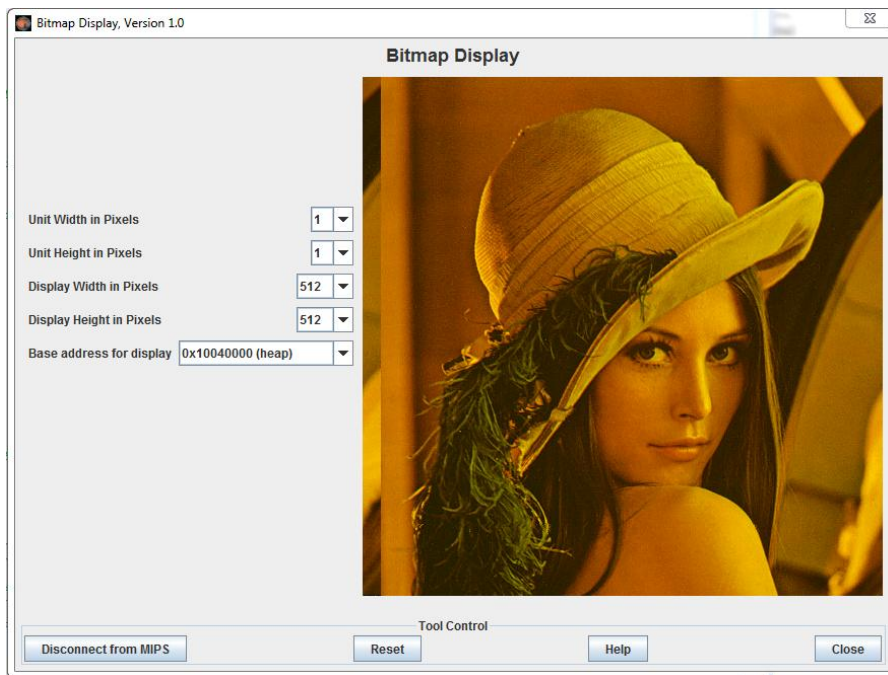 Bitmap Display, Version 1.0
Bitmap Display
Unit Width in Pixels 1
Unit Height in Pixels 1
Display Width in Pixels 512
Display Height in Pixels 512
Base address for display 0x10040000 (heap)
Tool Control
Disconnect from MIPS Reset Help Close